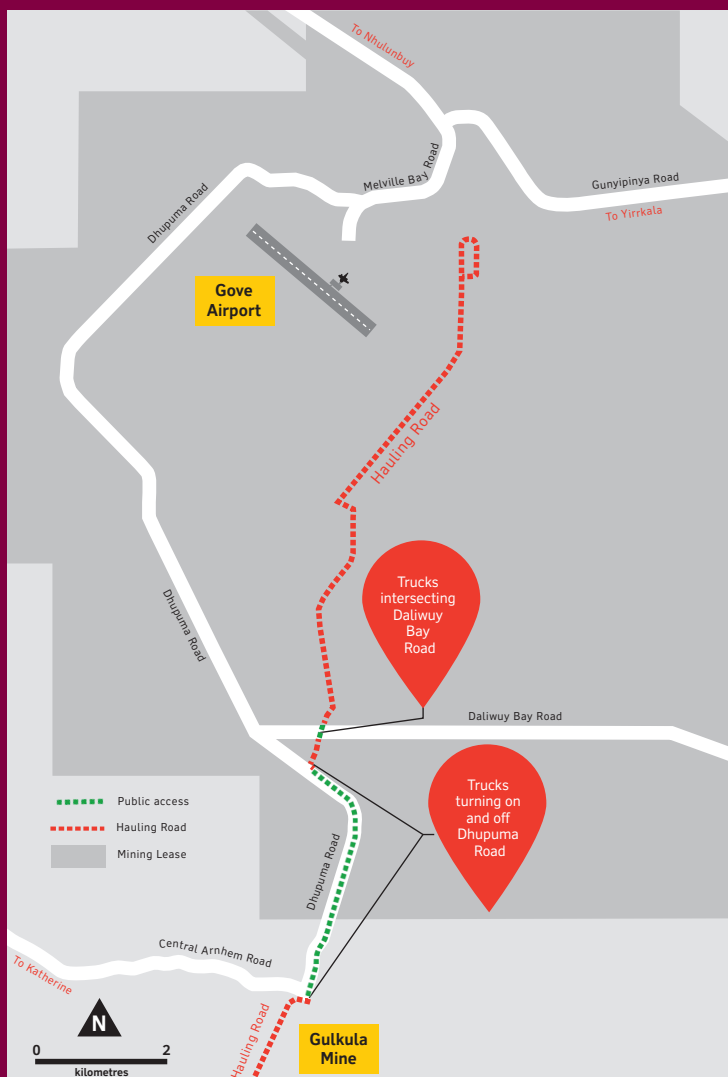 To Nhulunbuy
Melville Bay Road
Gunyipinya Road
To Yirrkala
Dhupuma Road
Gove
Airport
Hauling Road
Trucks
intersecting
Daliwuy
Bay
Road
Dhupuma Road
Daliwuy Bay Road
Trucks
turning on
and off
Dhupuma
Road
Public access
Hauling Road
Mining Lease
Dhupuma Road
Central Arnhem Road
To Katherine
N
0 2
kilometres
Hauling Road
Gulkula
Mine